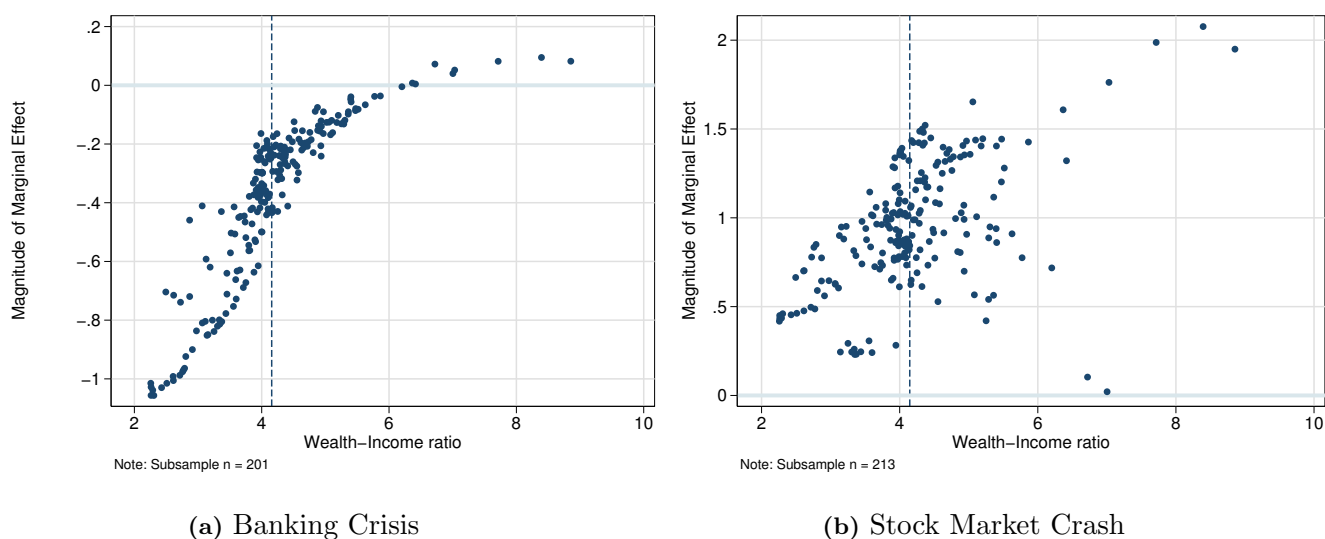 .2
0
-.2
-.4
-.6
-.8
-1
Magnitude of Marginal Effect
2 4 6 8 10
Wealth-Income ratio
Note: Subsample n = 201
(a) Banking Crisis
2
1.5
1
.5
0
Magnitude of Marginal Effect
2 4 6 8 10
Wealth-Income ratio
Note: Subsample n = 213
(b) Stock Market Crash